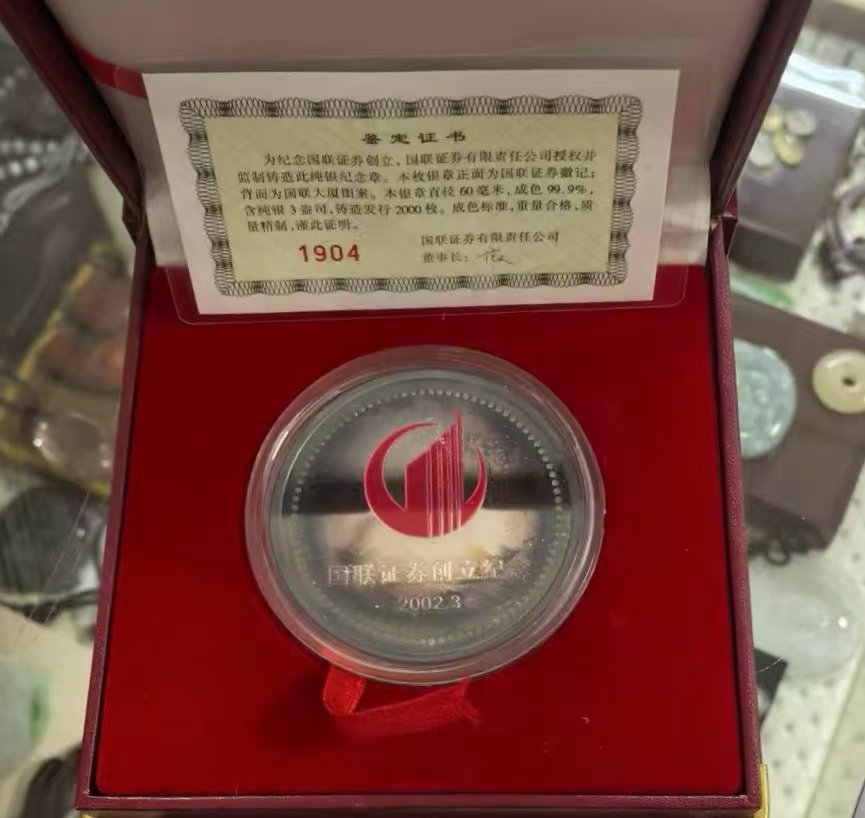 鉴定证书
为纪念国联证券创立，国联证券有限责任公司授权并
监制铸造此纯银纪念章。本枚银章正面为国联证券徽记；
背面为国联大厦图案。本银章直径60毫米，成色99.9%，
含纯银3盎司，铸造发行2000枚。成色标准，重量合格，质
量精制，谨此证明。
1904
国联证券有限责任公司
董事长：
国联证券创立纪念
2002.3